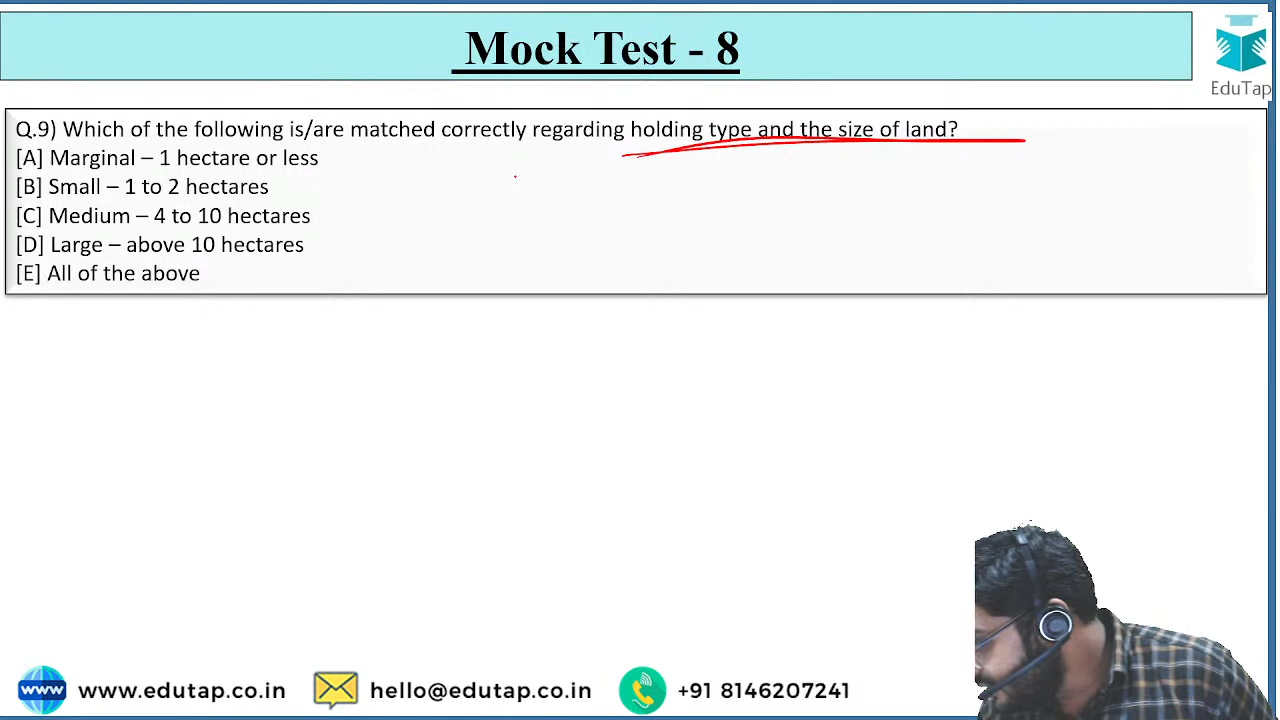 Mock Test - 8
EduTap
Q.9) Which of the following is/are matched correctly regarding holding type and the size of land?
[A] Marginal – 1 hectare or less
[B] Small – 1 to 2 hectares
[C] Medium – 4 to 10 hectares
[D] Large – above 10 hectares
[E] All of the above
www www.edutap.co.in hello@edutap.co.in +91 8146207241